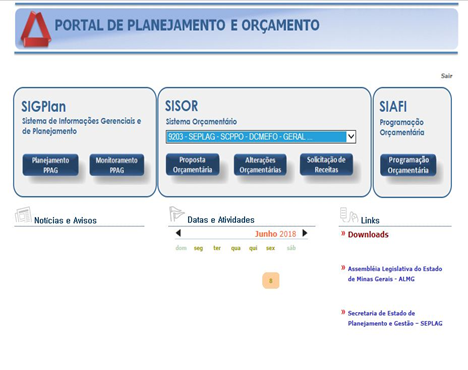 PORTAL DE PLANEJAMENTO E ORÇAMENTO
Sair
SIGPlan
Sistema de Informações Gerenciais e
de Planejamento
Planejamento
PPAG
Monitoramento
PPAG
SISOR
Sistema Orçamentário
9203 - SEPLAG - SCPPO - DCMEFO - GERAL...
Proposta
Orçamentária
Alterações
Orçamentárias
Solicitação de
Receitas
SIAFI
Programação
Orçamentária
Programação
Orçamentária
Notícias e Avisos
Datas e Atividades
Junho 2018
dom seg ter qua qui sex sáb
8
Links
» Downloads
» Assembléia Legislativa do Estado
de Minas Gerais - ALMG
» Secretaria de Estado de
Planejamento e Gestão – SEPLAG